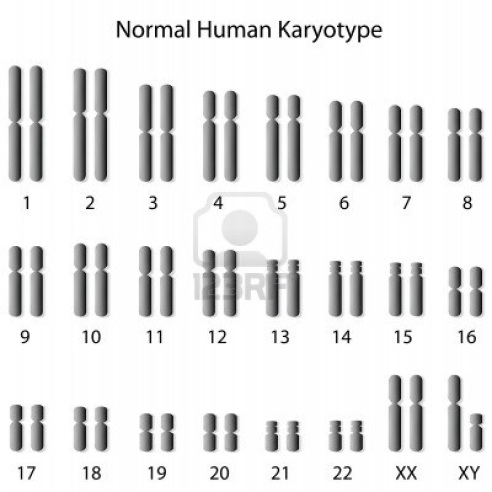 Normal Human Karyotype
1 2 3 4 5 6 7 8
123RF
9 10 11 12 13 14 15 16
17 18 19 20 21 22 XX XY